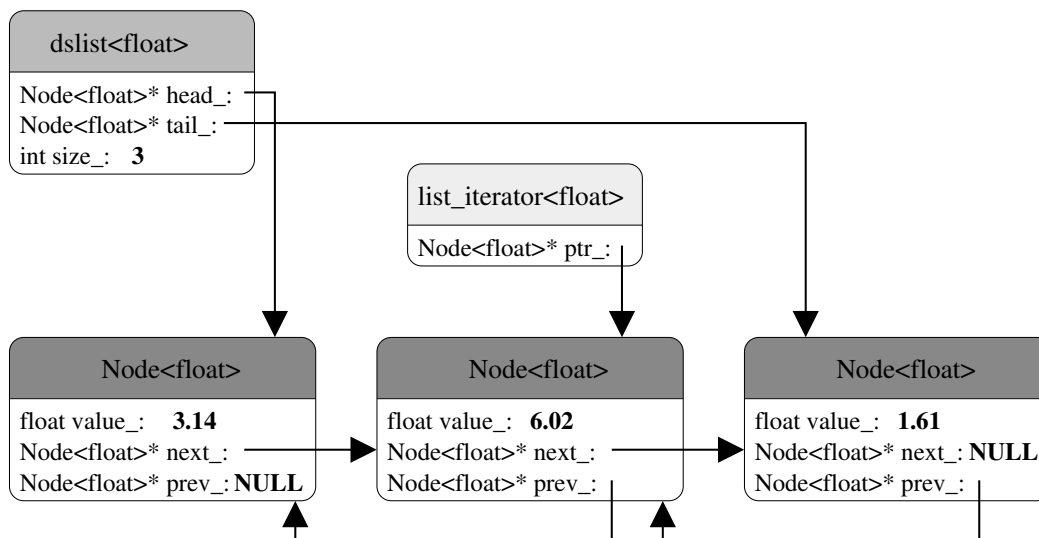 dslist<float>
Node<float>* head_:
Node<float>* tail_:
int size_: 3
list_iterator<float>
Node<float>* ptr_:
Node<float>
float value_: 3.14
Node<float>* next_:
Node<float>* prev_: NULL
Node<float>
float value_: 6.02
Node<float>* next_:
Node<float>* prev_:
Node<float>
float value_: 1.61
Node<float>* next_: NULL
Node<float>* prev_: